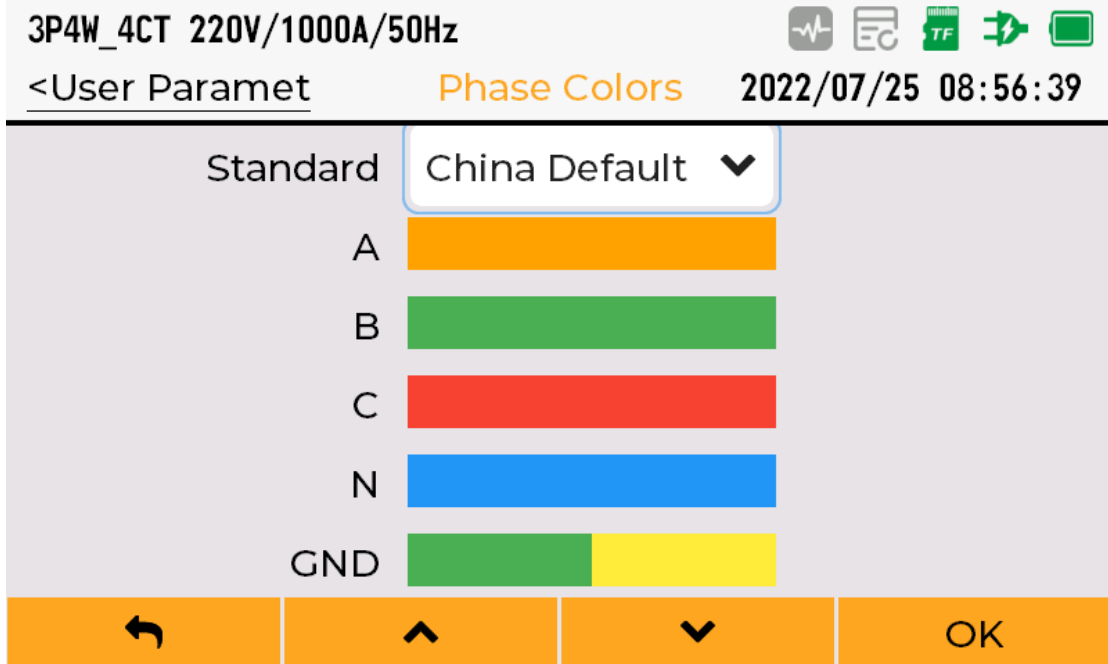 3P4W_4CT 220V/1000A/50Hz
TF
<User Paramet Phase Colors 2022/07/25 08:56:39
Standard China Default
A
B
C
N
GND
OK